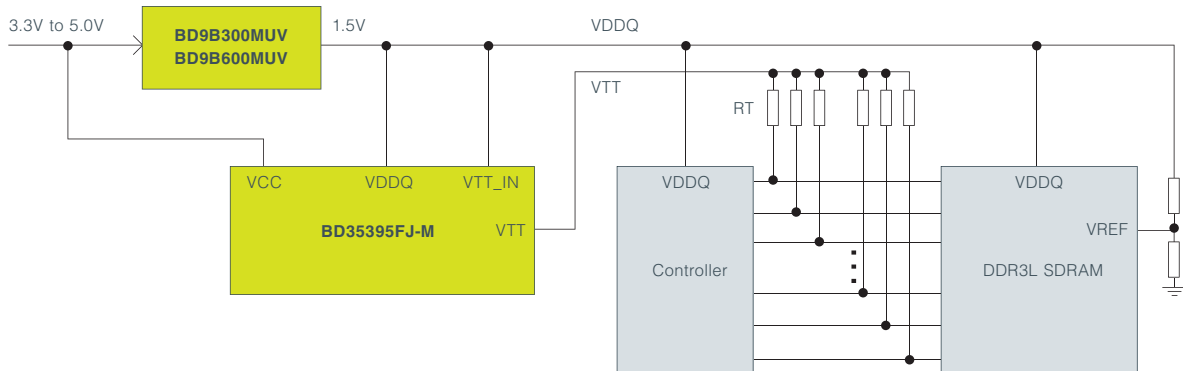 3.3V to 5.0V
BD9B300MUV
BD9B600MUV
1.5V
VDDQ
VTT
RT
VCC
VDDQ
VTT_IN
BD35395FJ-M
VTT
VDDQ
Controller
VDDQ
VREF
DDR3L SDRAM